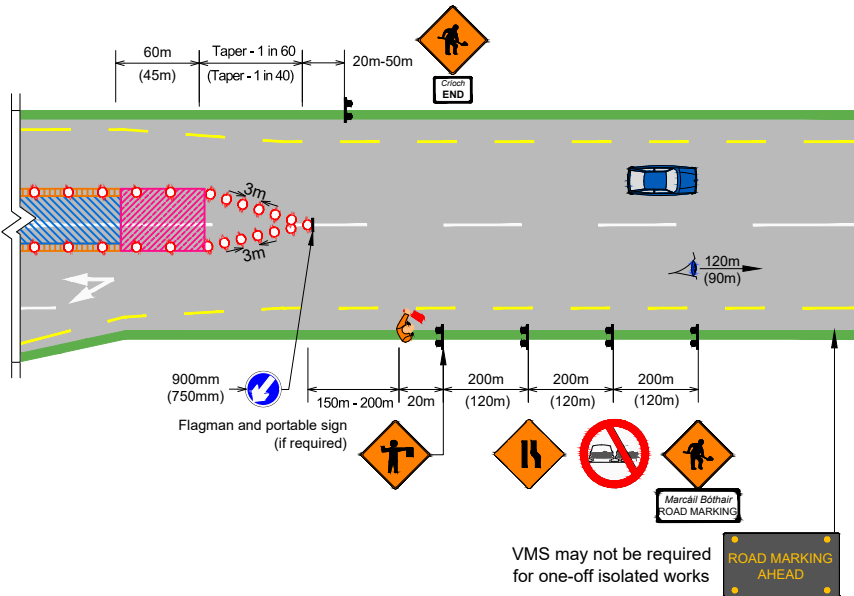 60m
(45m)
Taper - 1 in 60
(Taper - 1 in 40)
20m-50m
Críoch
END
3m
3m
120m
(90m)
900mm
(750mm)
150m - 200m
20m
200m
(120m)
200m
(120m)
200m
(120m)
Flagman and portable sign
(if required)
Marcáil Bóthair
ROAD MARKING
VMS may not be required
for one-off isolated works
ROAD MARKING
AHEAD